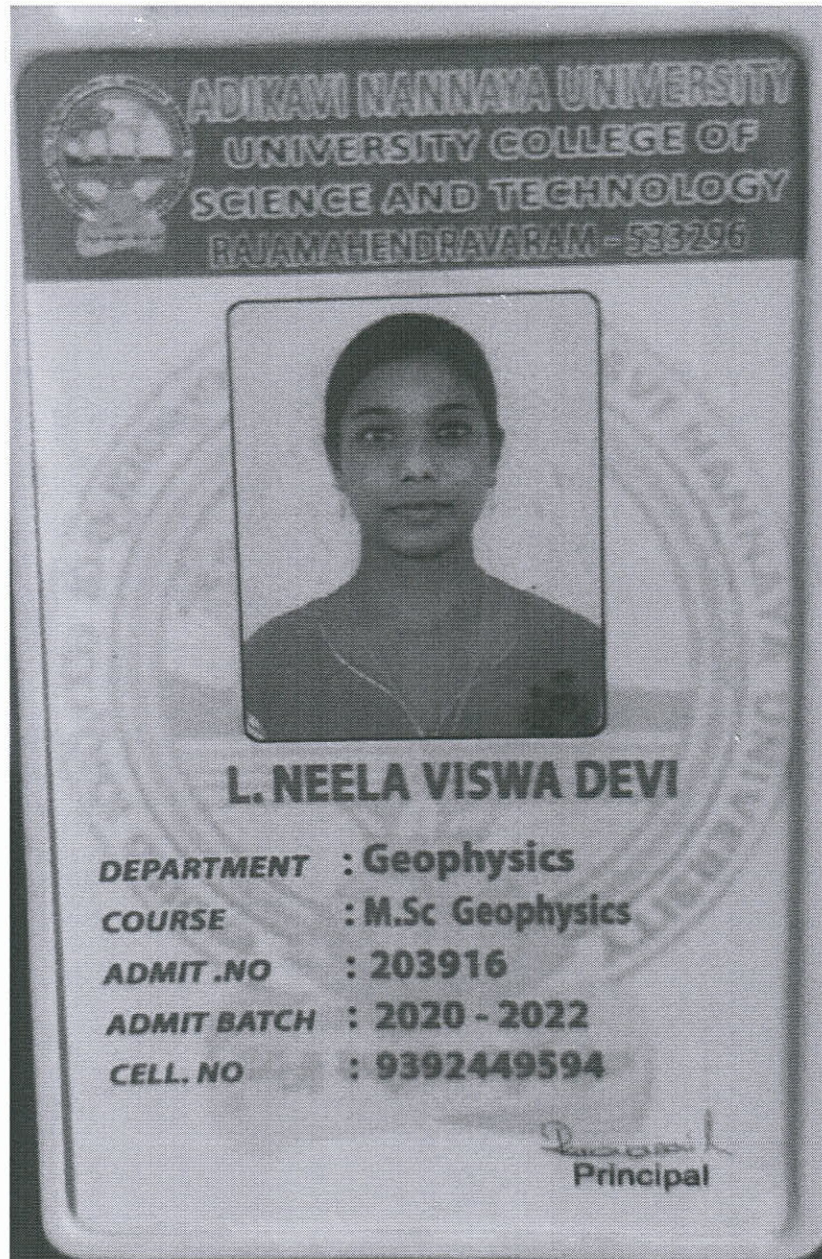 ADIKAVI NANNAYA UNIVERSITY
UNIVERSITY COLLEGE OF
SCIENCE AND TECHNOLOGY
RAJAMAHENDRAVARAM - 533296
L. NEELA VISWA DEVI
DEPARTMENT : Geophysics
COURSE : M.Sc Geophysics
ADMIT .NO : 203916
ADMIT BATCH : 2020 - 2022
CELL. NO : 9392449594
Principal